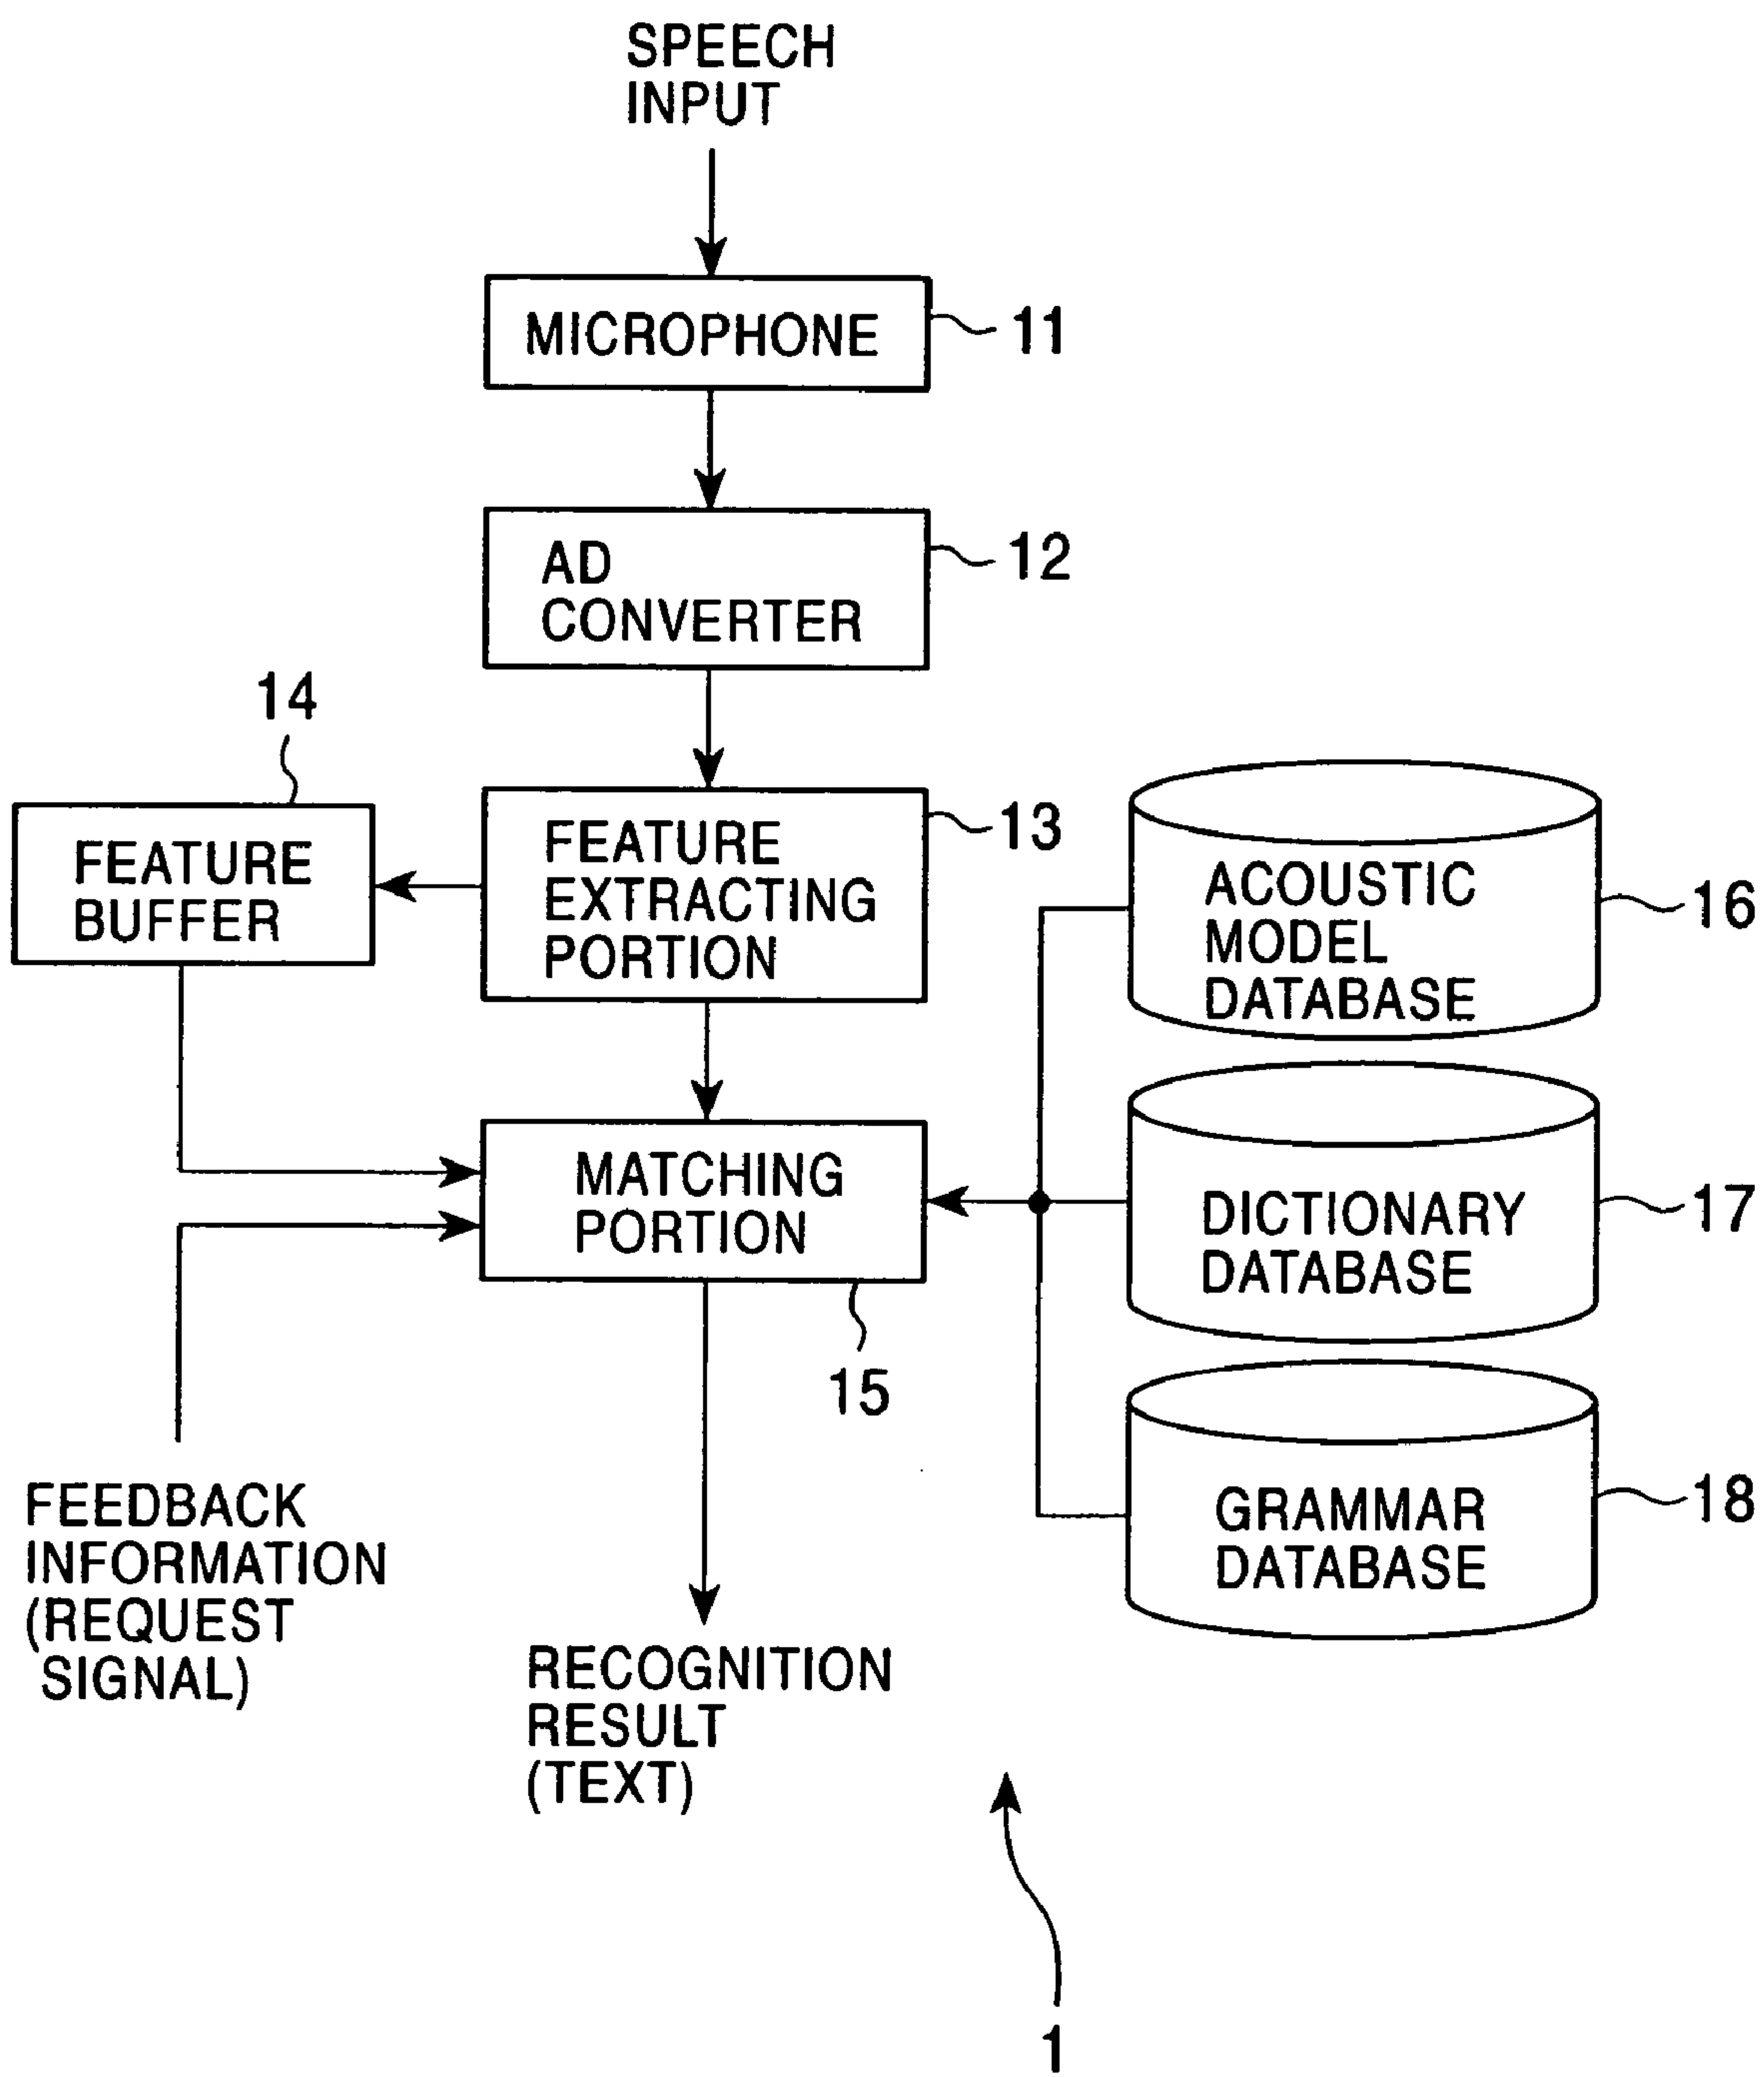 SPEECH
INPUT
MICROPHONE
11
AD
CONVERTER
12
14
FEATURE
BUFFER
FEATURE
EXTRACTING
PORTION
13
ACOUSTIC
MODEL
DATABASE
16
MATCHING
PORTION
15
DICTIONARY
DATABASE
17
GRAMMAR
DATABASE
18
FEEDBACK
INFORMATION
(REQUEST
SIGNAL)
RECOGNITION
RESULT
(TEXT)
1